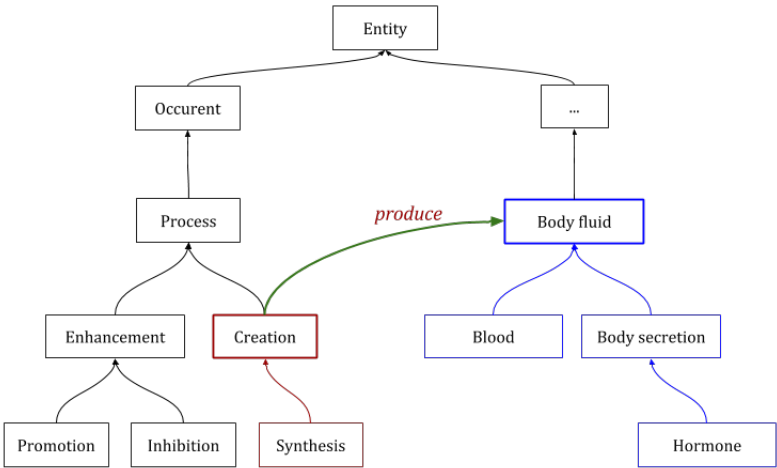 Entity
Occurent
...
Process
produce
Body fluid
Enhancement
Creation
Blood
Body secretion
Promotion
Inhibition
Synthesis
Hormone